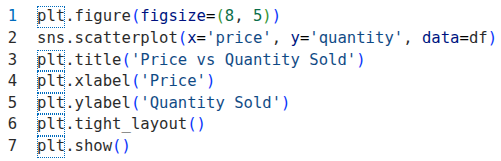 1 plt.figure(figsize=(8, 5))
2 sns.scatterplot(x='price', y='quantity', data=df)
3 plt.title('Price vs Quantity Sold')
4 plt.xlabel('Price')
5 plt.ylabel('Quantity Sold')
6 plt.tight_layout()
7 plt.show()